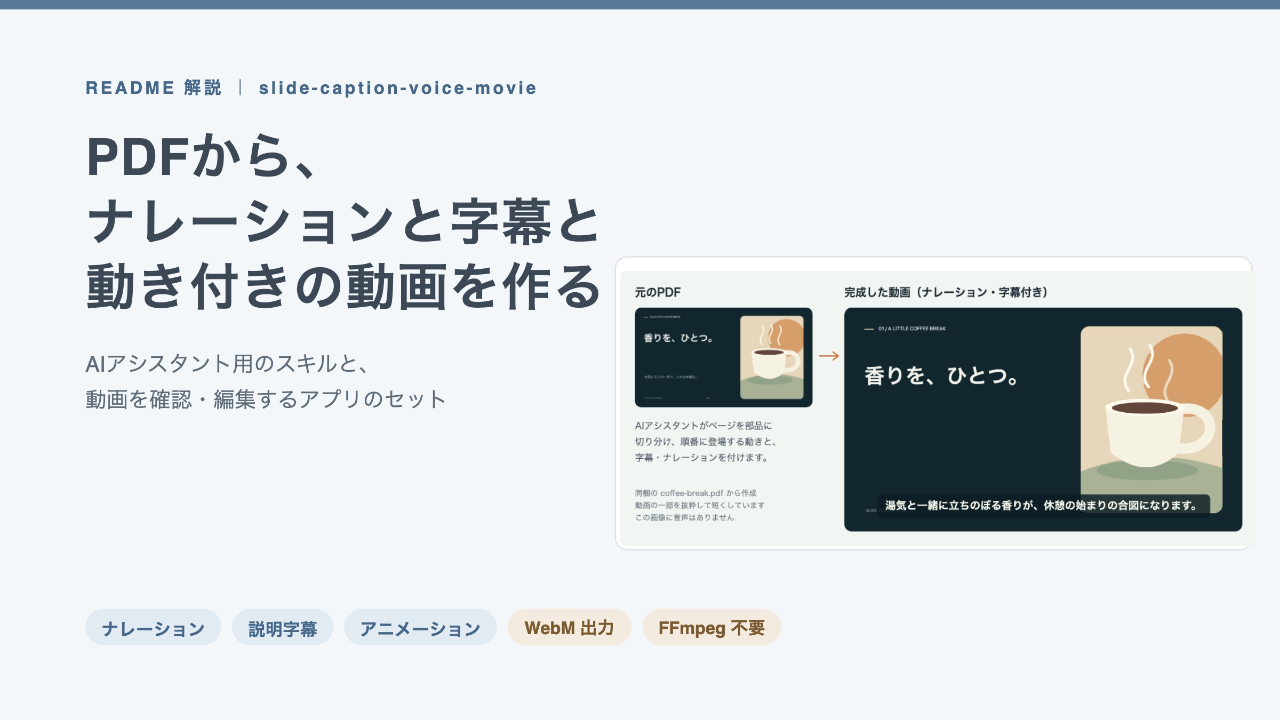 README 解説 ｜ slide-caption-voice-movie
PDFから、
ナレーションと字幕と
動き付きの動画を作る
AIアシスタント用のスキルと、
動画を確認・編集するアプリのセット
元のPDF
香りを、ひとつ。
AIアシスタントがページを部品に
切り分け、順番に登場する動きと、
字幕・ナレーションを付けます。
同梱の coffee-break.pdf から作成
動画の一部を抜粋して短くしています
この画像に音声はありません
完成した動画（ナレーション・字幕付き）
01 / A LITTLE COFFEE BREAK
香りを、ひとつ。
湯気と一緒に立ちのぼる香りが、休憩の始まりの合図になります。
ナレーション
説明字幕
アニメーション
WebM 出力
FFmpeg 不要